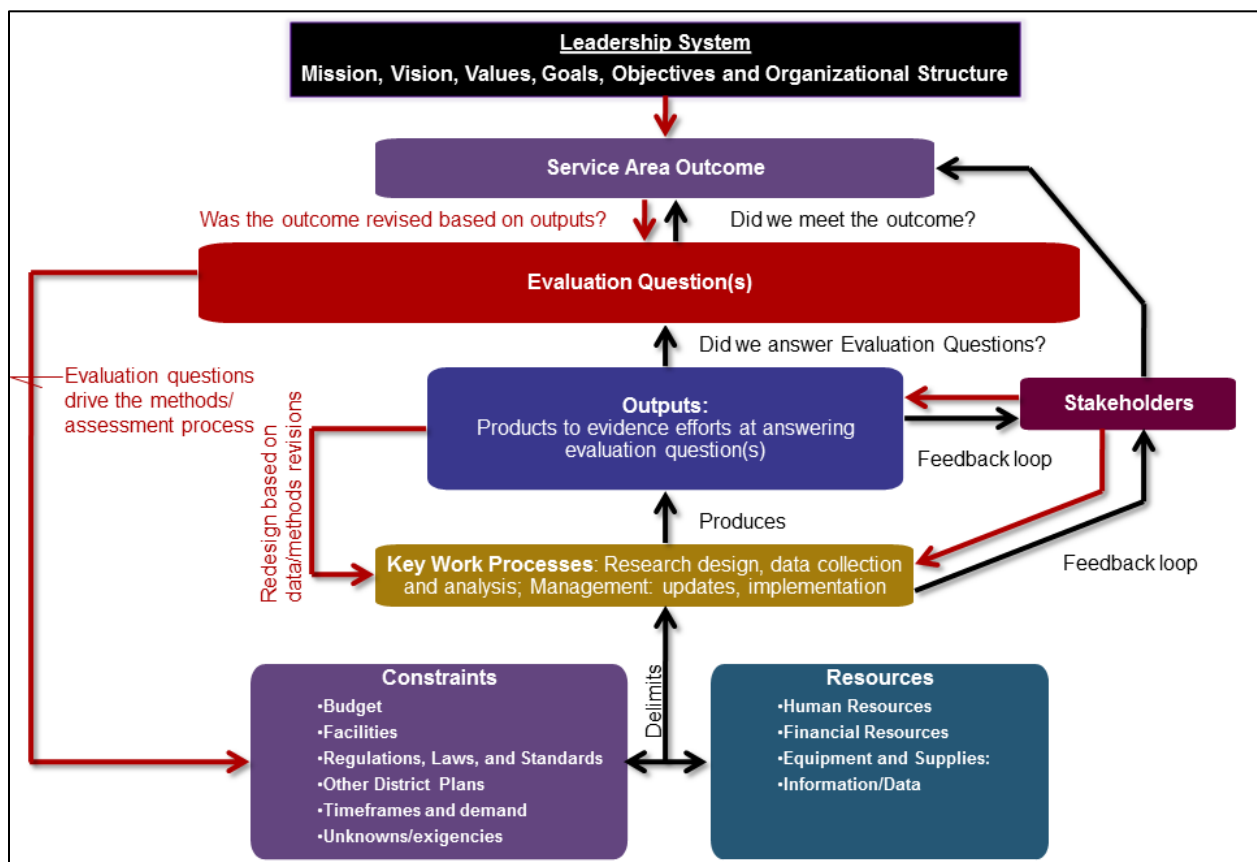 Leadership System
Mission, Vision, Values, Goals, Objectives and Organizational Structure
Service Area Outcome
Was the outcome revised based on outputs?
Did we meet the outcome?
Evaluation Question(s)
Did we answer Evaluation Questions?
Evaluation questions
drive the methods/
assessment process
Redesign based on
data/methods revisions
Outputs:
Products to evidence efforts at answering
evaluation question(s)
Stakeholders
Feedback loop
Produces
Key Work Processes: Research design, data collection
and analysis; Management: updates, implementation
Feedback loop
Delimits
Constraints
•Budget
•Facilities
•Regulations, Laws, and Standards
•Other District Plans
•Timeframes and demand
•Unknowns/exigencies
Resources
•Human Resources
•Financial Resources
•Equipment and Supplies:
•Information/Data